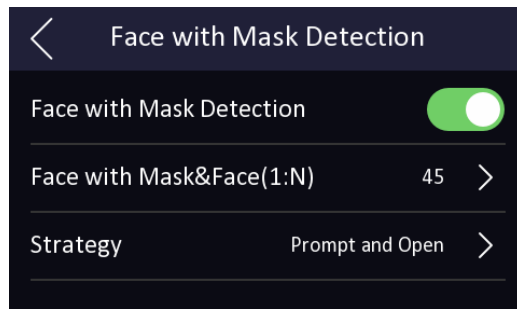 Face with Mask Detection
Face with Mask Detection
Face with Mask&Face(1:N) 45
Strategy Prompt and Open